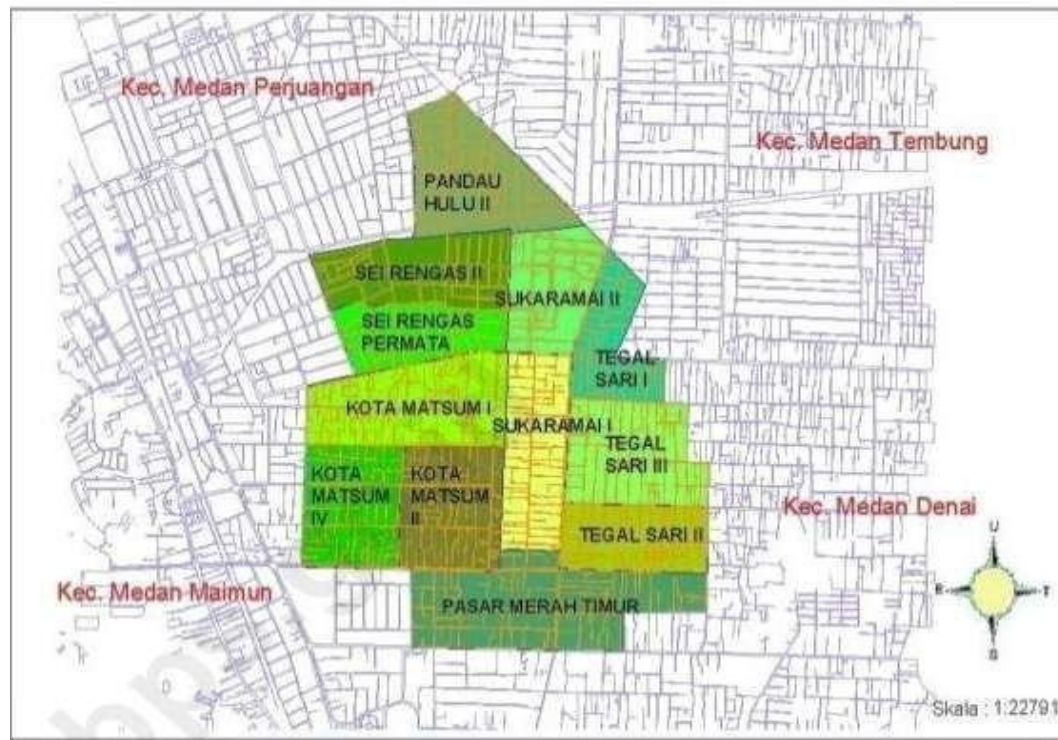 Kec. Medan Perjuangan
Kec. Medan Tembung
PANDAU
HULU II
SEI RENGAS II
SUKARAMAI II
SEI RENGAS
PERMATA
TEGAL
SARI I
KOTA MATSUM I
SUKARAMAI I
TEGAL
SARI III
KOTA
MATSUM
IV
KOTA
MATSUM
II
Kec. Medan Denai
TEGAL SARI II
U
B
T
S
Kec. Medan Maimun
PASAR MERAH TIMUR
Skala : 1:22791